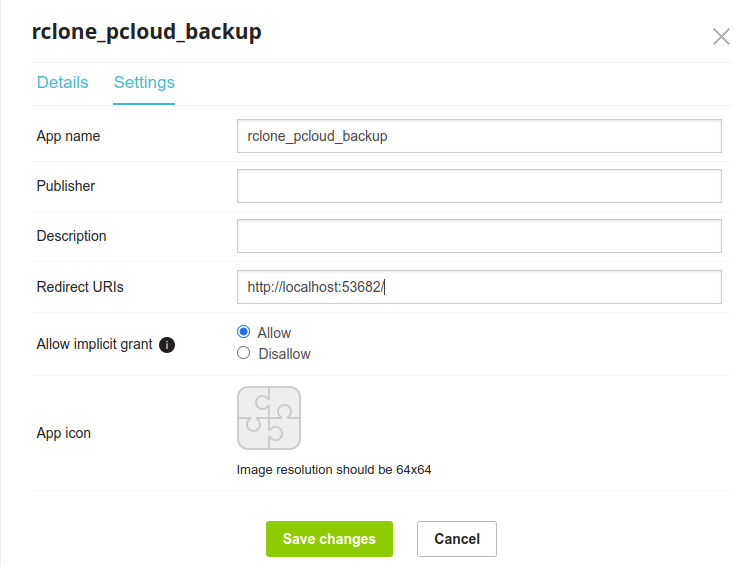 rclone_pcloud_backup
Details Settings
App name rclone_pcloud_backup
Publisher
Description
Redirect URIs http://localhost:53682/
Allow implicit grant i Allow
Disallow
App icon
Image resolution should be 64x64
Save changes Cancel